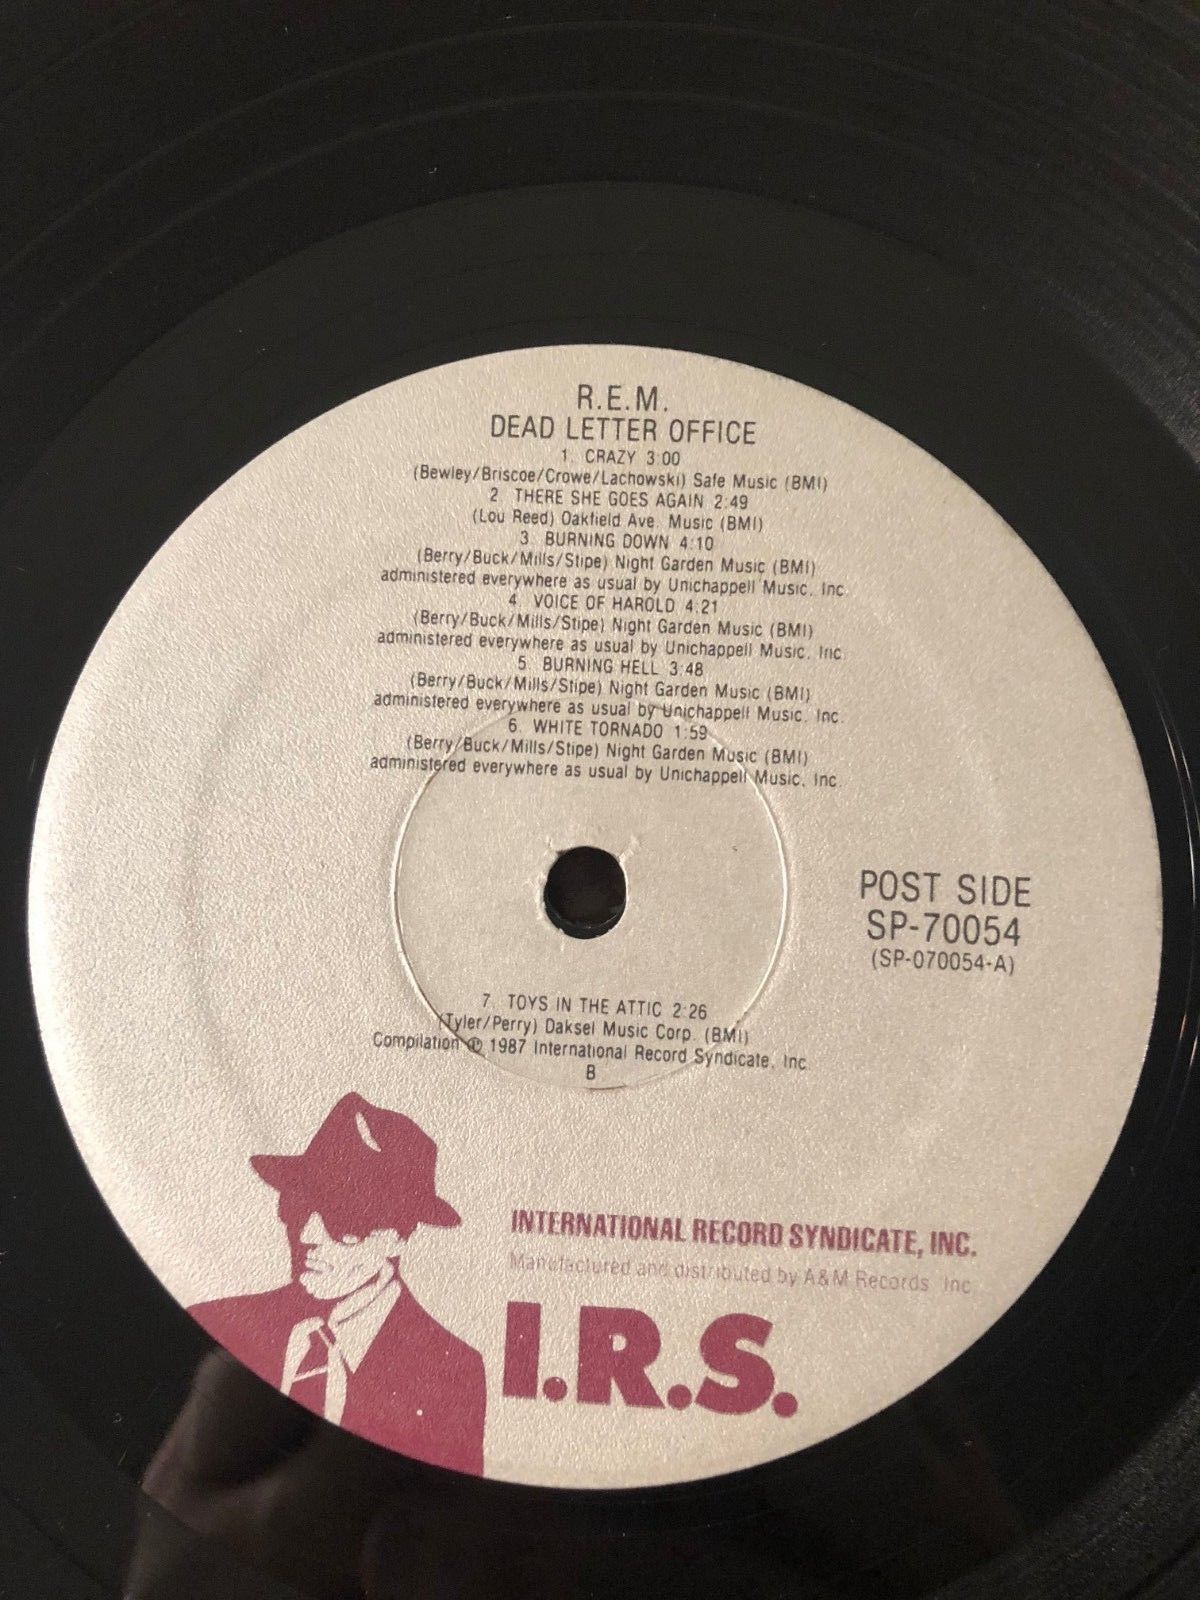 R.E.M.
DEAD LETTER OFFICE
1. CRAZY 3:00
(Bewley/Briscoe/Crowe/Lachowski) Safe Music (BMI)
2. THERE SHE GOES AGAIN 2:49
(Lou Reed) Oakfield Ave. Music (BMI)
3. BURNING DOWN 4:10
(Berry/Buck/Mills/Stipe) Night Garden Music (BMI)
administered everywhere as usual by Unichappell Music, Inc.
4. VOICE OF HAROLD 4:21
(Berry/Buck/Mills/Stipe) Night Garden Music (BMI)
administered everywhere as usual by Unichappell Music, Inc.
5. BURNING HELL 3:48
(Berry/Buck/Mills/Stipe) Night Garden Music (BMI)
administered everywhere as usual by Unichappell Music, Inc.
6. WHITE TORNADO 1:59
(Berry/Buck/Mills/Stipe) Night Garden Music (BMI)
administered everywhere as usual by Unichappell Music, Inc.
POST SIDE
SP-70054
(SP-070054-A)
7. TOYS IN THE ATTIC 2:26
(Tyler/Perry) Daksel Music Corp. (BMI)
Compilation ℗ 1987 International Record Syndicate, Inc.
B
INTERNATIONAL RECORD SYNDICATE, INC.
Manufactured and distributed by A&M Records Inc
I.R.S.